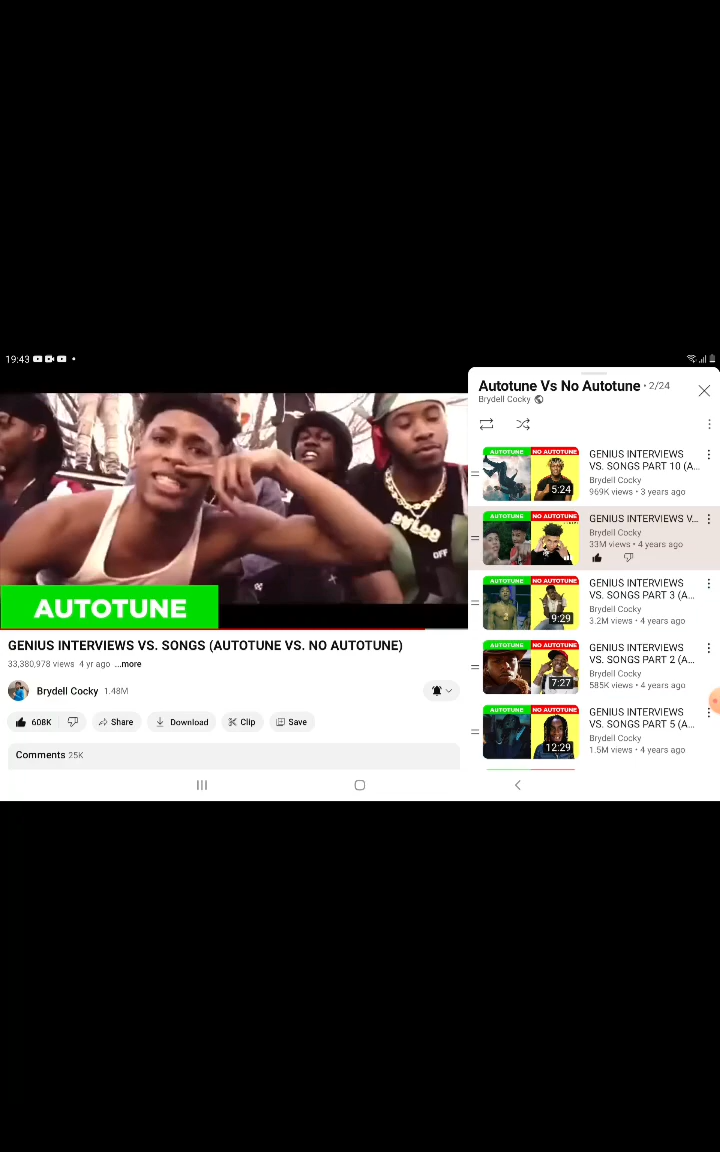 19:43
AUTOTUNE
GENIUS INTERVIEWS VS. SONGS (AUTOTUNE VS. NO AUTOTUNE)
33,380,978 views 4 yr ago ...more
Brydell Cocky 1.48M
608K
Share
Download
Clip
Save
Comments 25K
Autotune Vs No Autotune · 2/24
Brydell Cocky
AUTOTUNE NO AUTOTUNE
5:24
GENIUS INTERVIEWS
VS. SONGS PART 10 (A...
Brydell Cocky
969K views • 3 years ago
AUTOTUNE NO AUTOTUNE
GENIUS INTERVIEWS V...
Brydell Cocky
33M views • 4 years ago
AUTOTUNE NO AUTOTUNE
9:29
GENIUS INTERVIEWS
VS. SONGS PART 3 (A...
Brydell Cocky
3.2M views • 4 years ago
AUTOTUNE NO AUTOTUNE
7:27
GENIUS INTERVIEWS
VS. SONGS PART 2 (A...
Brydell Cocky
585K views • 4 years ago
AUTOTUNE NO AUTOTUNE
12:29
GENIUS INTERVIEWS
VS. SONGS PART 5 (A...
Brydell Cocky
1.5M views • 4 years ago
OFF